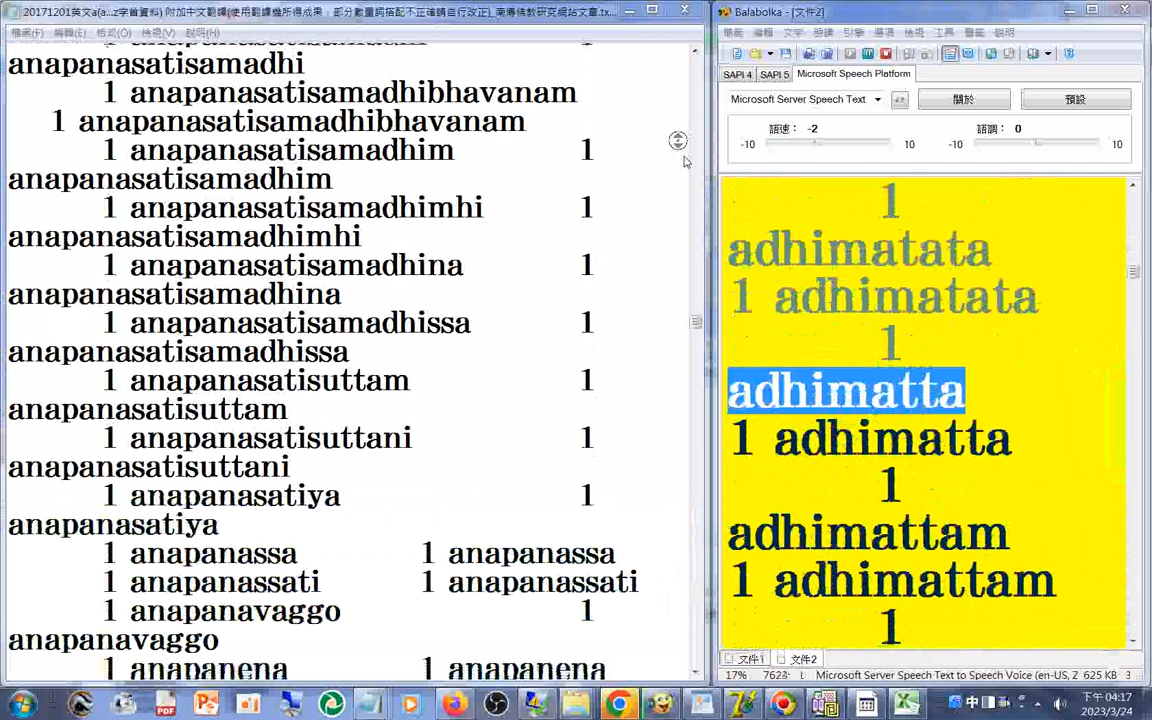 20171201英文a(a...z字首資料) 附加中文翻譯(使用翻譯機所得成果，部分數量詞搭配不正確請自行改正)_南傳佛教研究網站文章.tx...
檔案(F) 編輯(E) 格式(O) 檢視(V) 說明(H)
anapanasatisamadhi
1 anapanasatisamadhibhavanam
1 anapanasatisamadhibhavanam
1 anapanasatisamadhim 1
anapanasatisamadhim
1 anapanasatisamadhimhi 1
anapanasatisamadhimhi
1 anapanasatisamadhina 1
anapanasatisamadhina
1 anapanasatisamadhissa 1
anapanasatisamadhissa
1 anapanasatisuttam 1
anapanasatisuttam
1 anapanasatisuttani 1
anapanasatisuttani
1 anapanasatiya 1
anapanasatiya
1 anapanassa 1 anapanassa
1 anapanassati 1 anapanassati
1 anapanavaggo 1
anapanavaggo
1 anapanena 1 anapanena
Balabolka - [文件2]
檔案 編輯 文字 朗讀 引擎 選項 檢視 工具 書籤 說明
SAPI 4 SAPI 5 Microsoft Speech Platform
Microsoft Server Speech Text 關於 預設
語速： -2 語調： 0
-10 10 -10 10
1
adhimatata
1 adhimatata
1
adhimatta
1 adhimatta
1
adhimattam
1 adhimattam
1
文件1 文件2
17% Microsoft Server Speech Text to Speech Voice (en-US, Z 625 KB 3
中
下午 04:17
2023/3/24